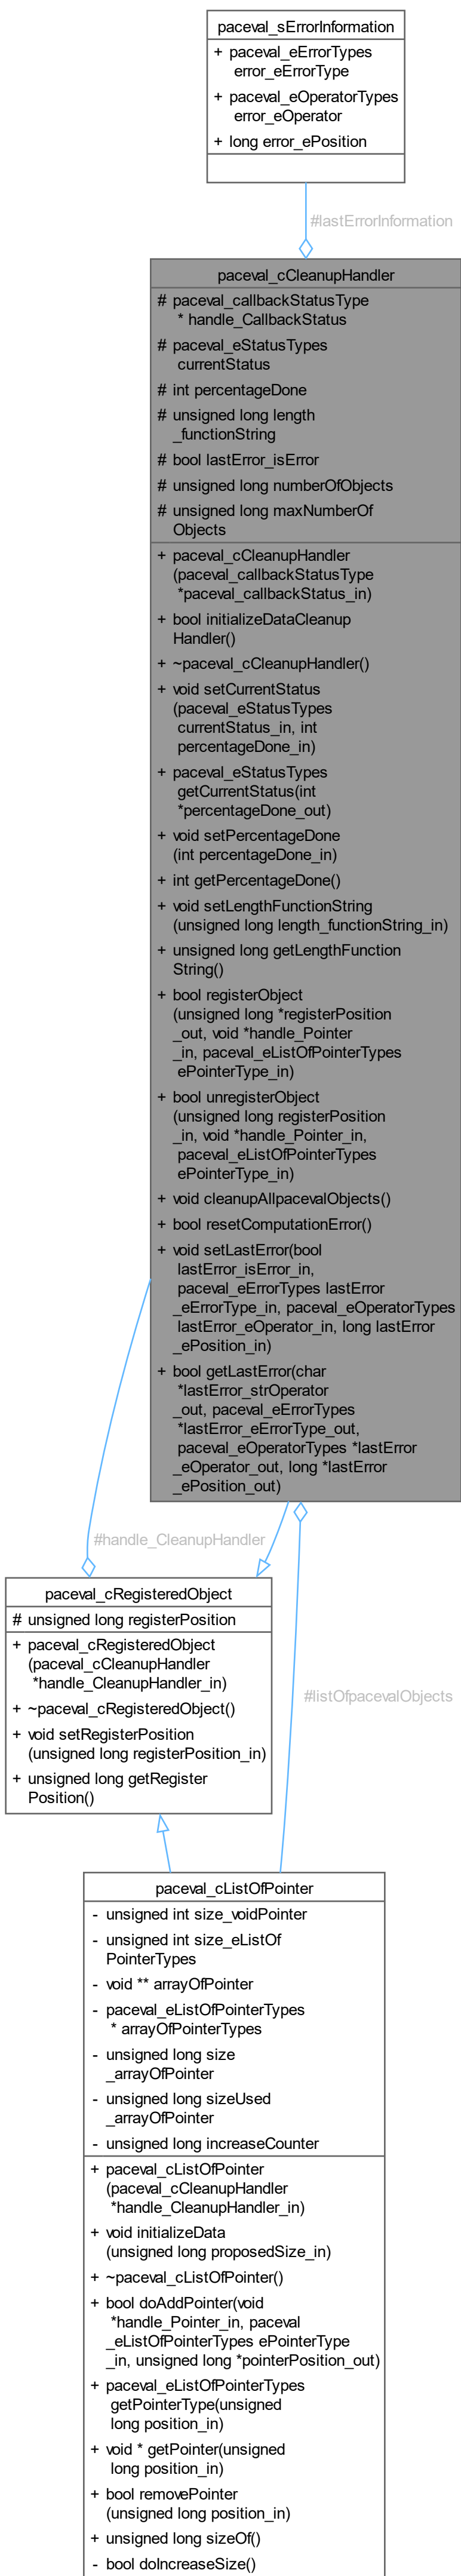 paceval_sErrorInformation
+ paceval_eErrorTypes
error_eErrorType
+ paceval_eOperatorTypes
error_eOperator
+ long error_ePosition
#lastErrorInformation
paceval_cCleanupHandler
# paceval_callbackStatusType
* handle_CallbackStatus
# paceval_eStatusTypes
currentStatus
# int percentageDone
# unsigned long length
_functionString
# bool lastError_isError
# unsigned long numberOfObjects
# unsigned long maxNumberOf
Objects
+ paceval_cCleanupHandler
(paceval_callbackStatusType
*paceval_callbackStatus_in)
+ bool initializeDataCleanup
Handler()
+ ~paceval_cCleanupHandler()
+ void setCurrentStatus
(paceval_eStatusTypes
currentStatus_in, int
percentageDone_in)
+ paceval_eStatusTypes
getCurrentStatus(int
*percentageDone_out)
+ void setPercentageDone
(int percentageDone_in)
+ int getPercentageDone()
+ void setLengthFunctionString
(unsigned long length_functionString_in)
+ unsigned long getLengthFunction
String()
+ bool registerObject
(unsigned long *registerPosition
_out, void *handle_Pointer
_in, paceval_eListOfPointerTypes
ePointerType_in)
+ bool unregisterObject
(unsigned long registerPosition
_in, void *handle_Pointer_in,
paceval_eListOfPointerTypes
ePointerType_in)
+ void cleanupAllpacevalObjects()
+ bool resetComputationError()
+ void setLastError(bool
lastError_isError_in,
paceval_eErrorTypes lastError
_eErrorType_in, paceval_eOperatorTypes
lastError_eOperator_in, long lastError
_ePosition_in)
+ bool getLastError(char
*lastError_strOperator
_out, paceval_eErrorTypes
*lastError_eErrorType_out,
paceval_eOperatorTypes *lastError
_eOperator_out, long *lastError
_ePosition_out)
#handle_CleanupHandler
paceval_cRegisteredObject
# unsigned long registerPosition
+ paceval_cRegisteredObject
(paceval_cCleanupHandler
*handle_CleanupHandler_in)
+ ~paceval_cRegisteredObject()
+ void setRegisterPosition
(unsigned long registerPosition_in)
+ unsigned long getRegister
Position()
#listOfpacevalObjects
paceval_cListOfPointer
- unsigned int size_voidPointer
- unsigned int size_eListOf
PointerTypes
- void ** arrayOfPointer
- paceval_eListOfPointerTypes
* arrayOfPointerTypes
- unsigned long size
_arrayOfPointer
- unsigned long sizeUsed
_arrayOfPointer
- unsigned long increaseCounter
+ paceval_cListOfPointer
(paceval_cCleanupHandler
*handle_CleanupHandler_in)
+ void initializeData
(unsigned long proposedSize_in)
+ ~paceval_cListOfPointer()
+ bool doAddPointer(void
*handle_Pointer_in, paceval
_eListOfPointerTypes ePointerType
_in, unsigned long *pointerPosition_out)
+ paceval_eListOfPointerTypes
getPointerType(unsigned
long position_in)
+ void * getPointer(unsigned
long position_in)
+ bool removePointer
(unsigned long position_in)
+ unsigned long sizeOf()
- bool doIncreaseSize()